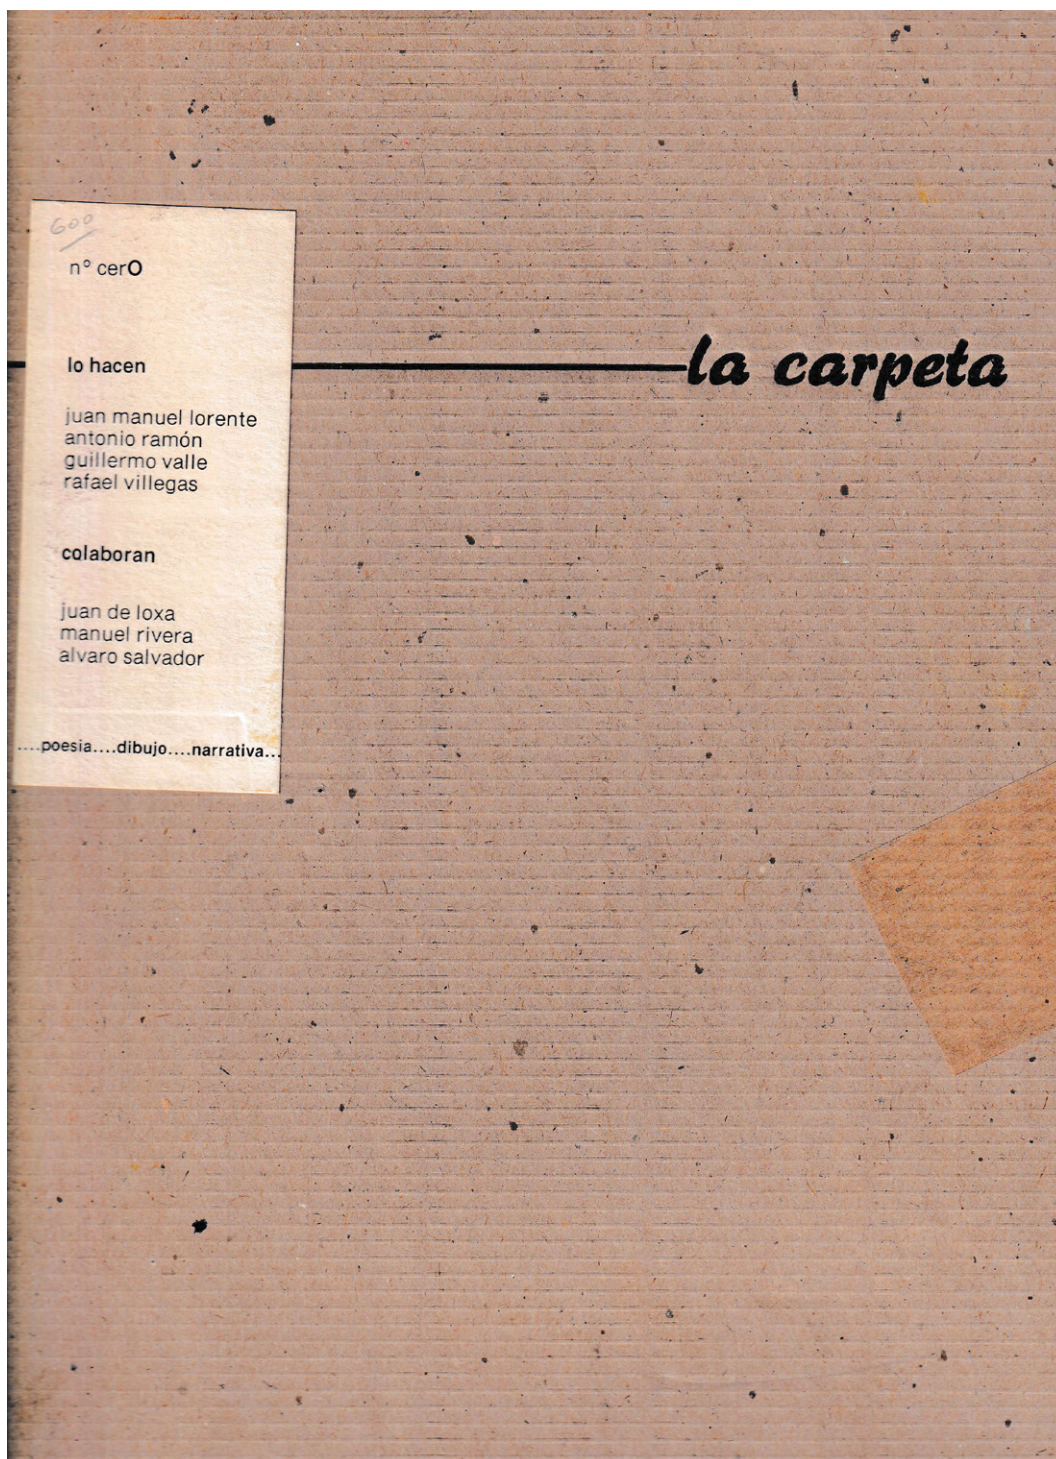 600
nº cerO
lo hacen
la carpeta
juan manuel lorente
antonio ramón
guillermo valle
rafael villegas
colaboran
juan de loxa
manuel rivera
alvaro salvador
....poesia....dibujo....narrativa...